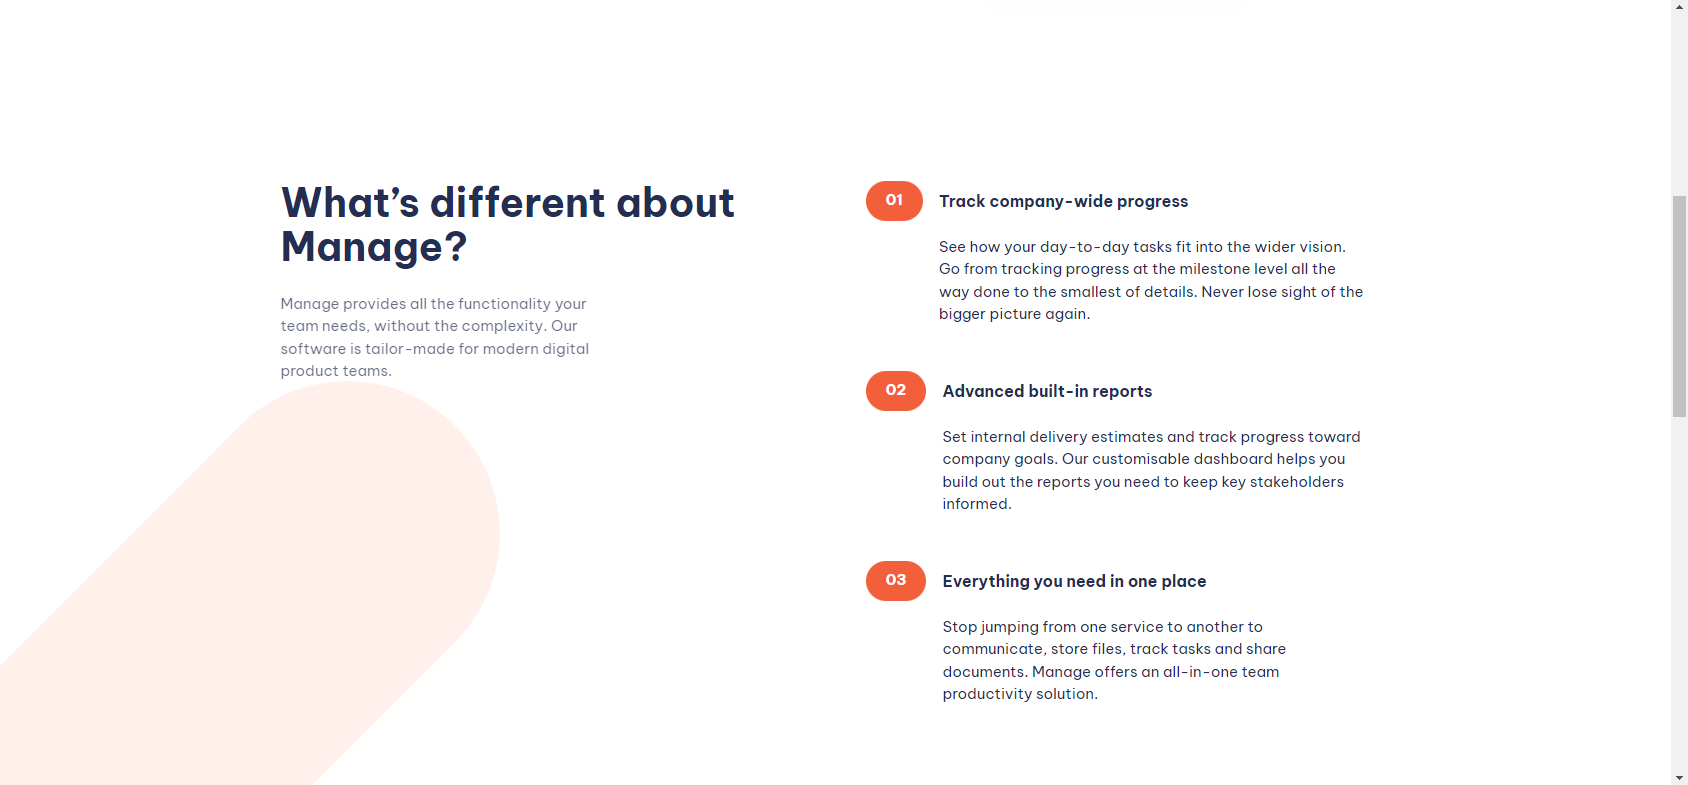 What’s different about
Manage?
Manage provides all the functionality your
team needs, without the complexity. Our
software is tailor-made for modern digital
product teams.
01 Track company-wide progress
See how your day-to-day tasks fit into the wider vision.
Go from tracking progress at the milestone level all the
way done to the smallest of details. Never lose sight of the
bigger picture again.
02 Advanced built-in reports
Set internal delivery estimates and track progress toward
company goals. Our customisable dashboard helps you
build out the reports you need to keep key stakeholders
informed.
03 Everything you need in one place
Stop jumping from one service to another to
communicate, store files, track tasks and share
documents. Manage offers an all-in-one team
productivity solution.